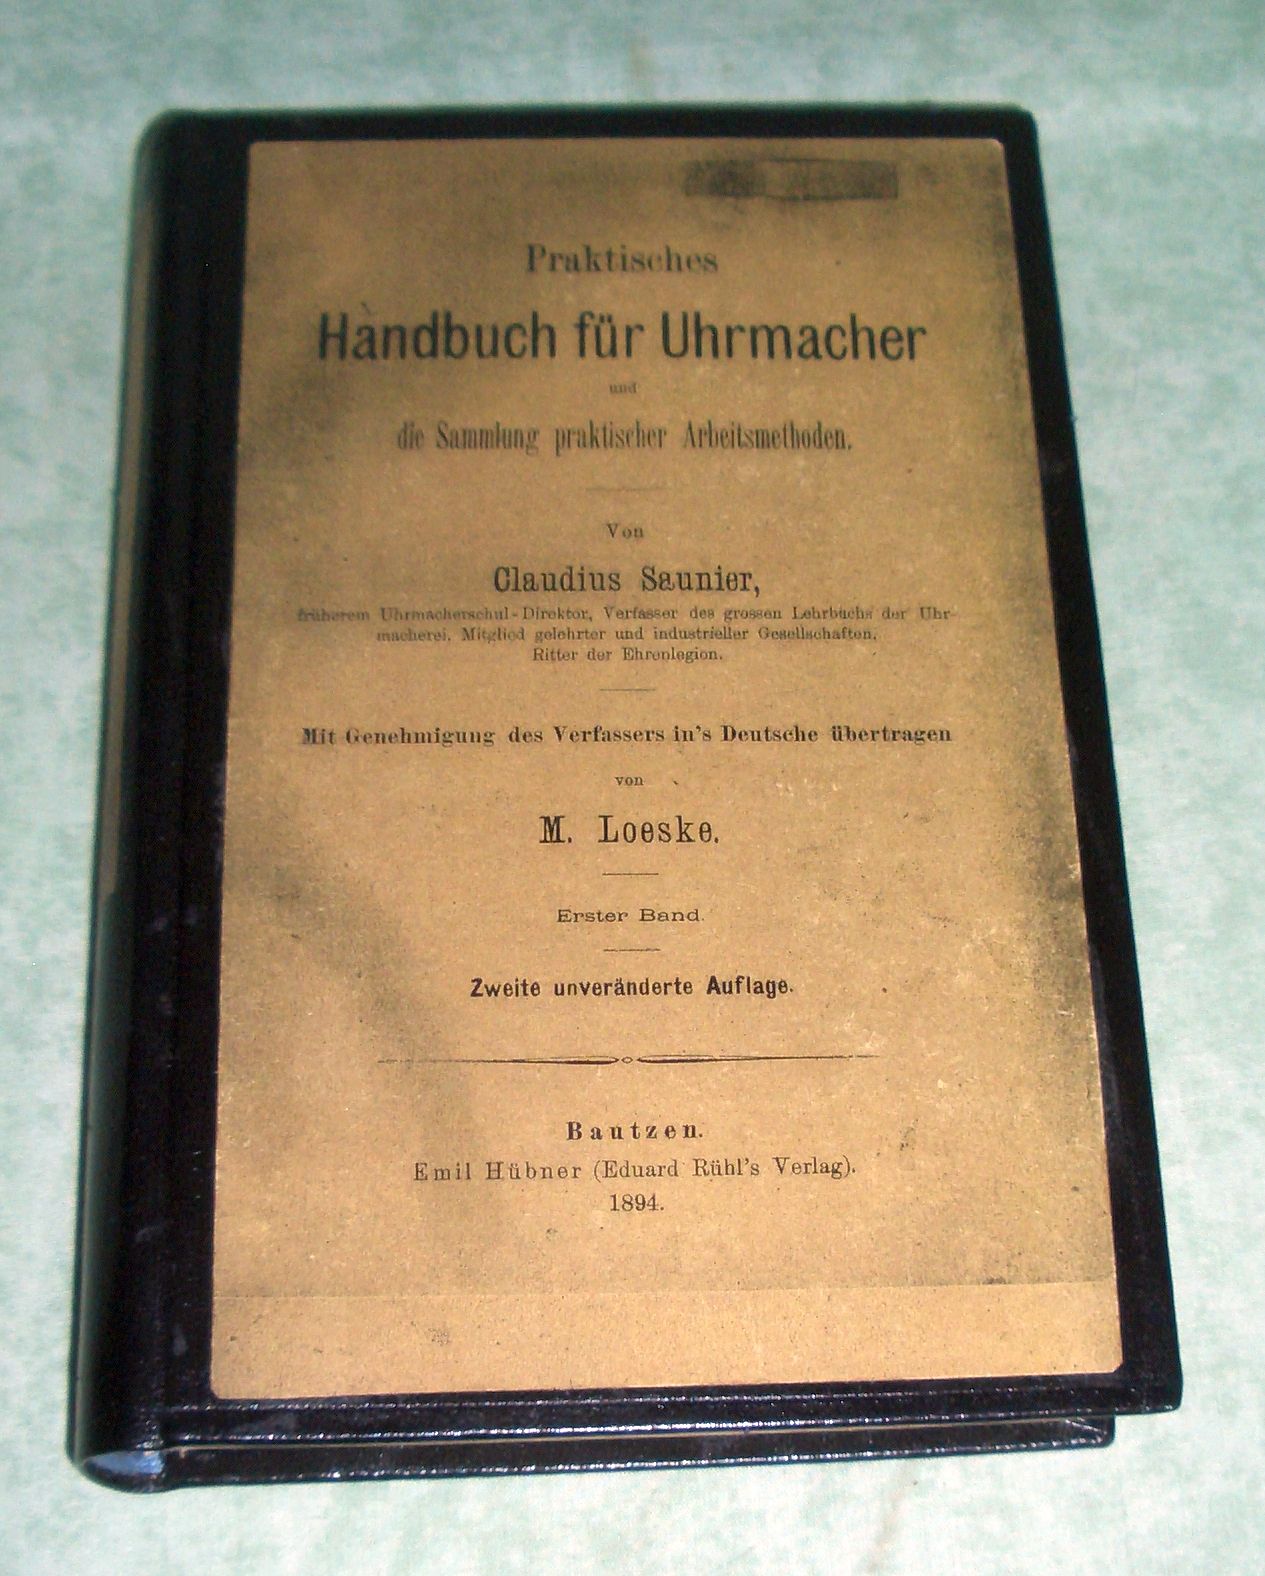 Praktisches
Handbuch für Uhrmacher
und
die Sammlung praktischer Arbeitsmethoden.
Von
Claudius Saunier,
früherem Uhrmacherschul-Direktor, Verfasser des grossen Lehrbuchs der Uhr-
macherei, Mitglied gelehrter und industrieller Gesellschaften,
Ritter der Ehrenlegion.
Mit Genehmigung des Verfassers in's Deutsche übertragen
von
M. Loeske.
Erster Band.
Zweite unveränderte Auflage.
Bautzen.
Emil Hübner (Eduard Rühl's Verlag).
1894.